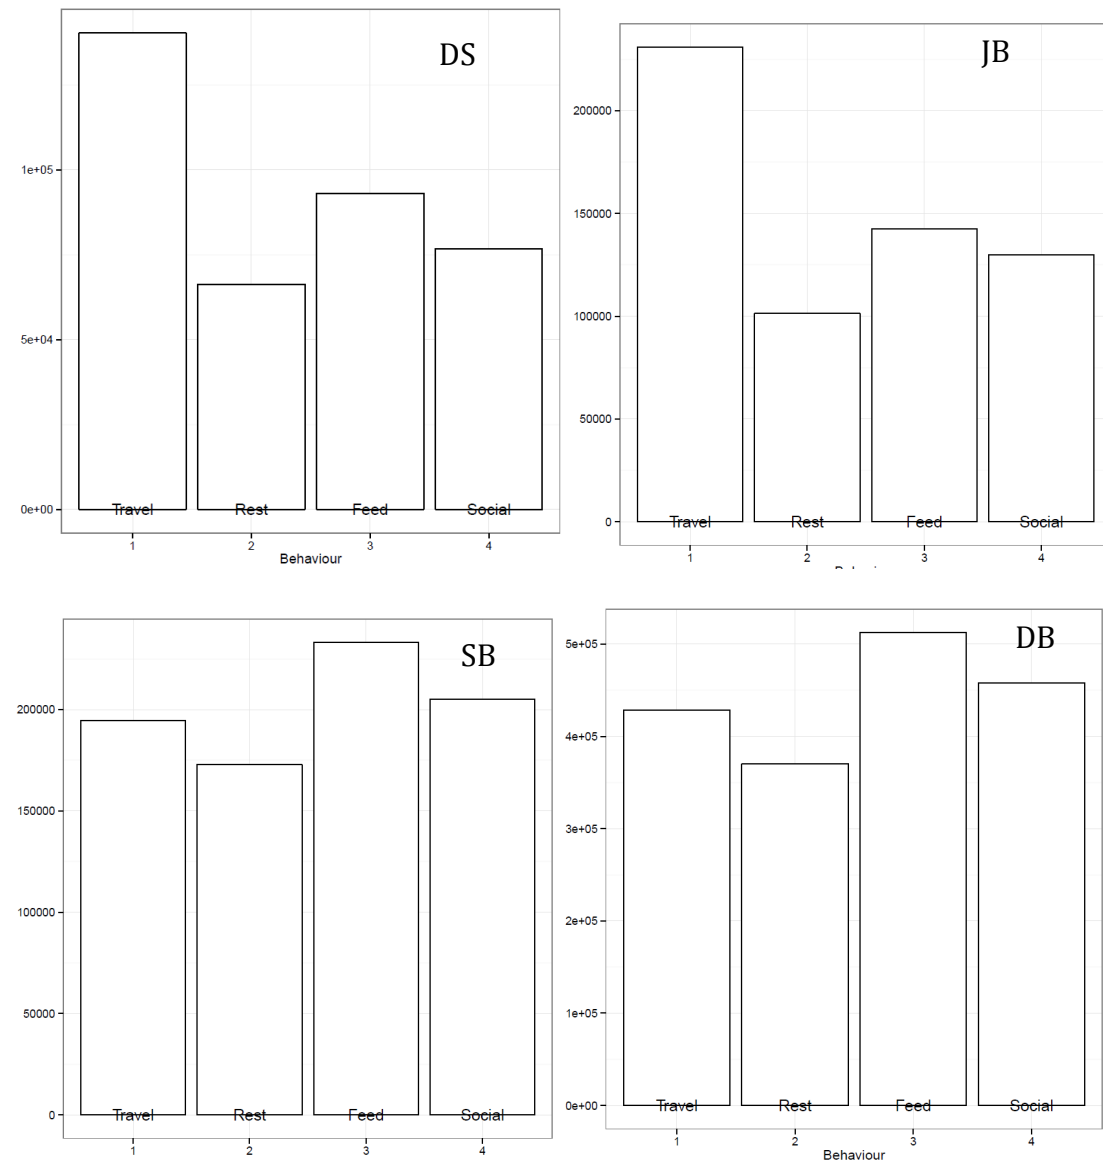 DS
1e+05
5e+04
0e+00
Travel Rest Feed Social
1 2 3 4
Behaviour
JB
200000
150000
100000
50000
0
Travel Rest Feed Social
1 2 3 4
SB
200000
150000
100000
50000
0
Travel Rest Feed Social
1 2 3 4
DB
5e+05
4e+05
3e+05
2e+05
1e+05
0e+00
Travel Rest Feed Social
1 2 3 4
Behaviour